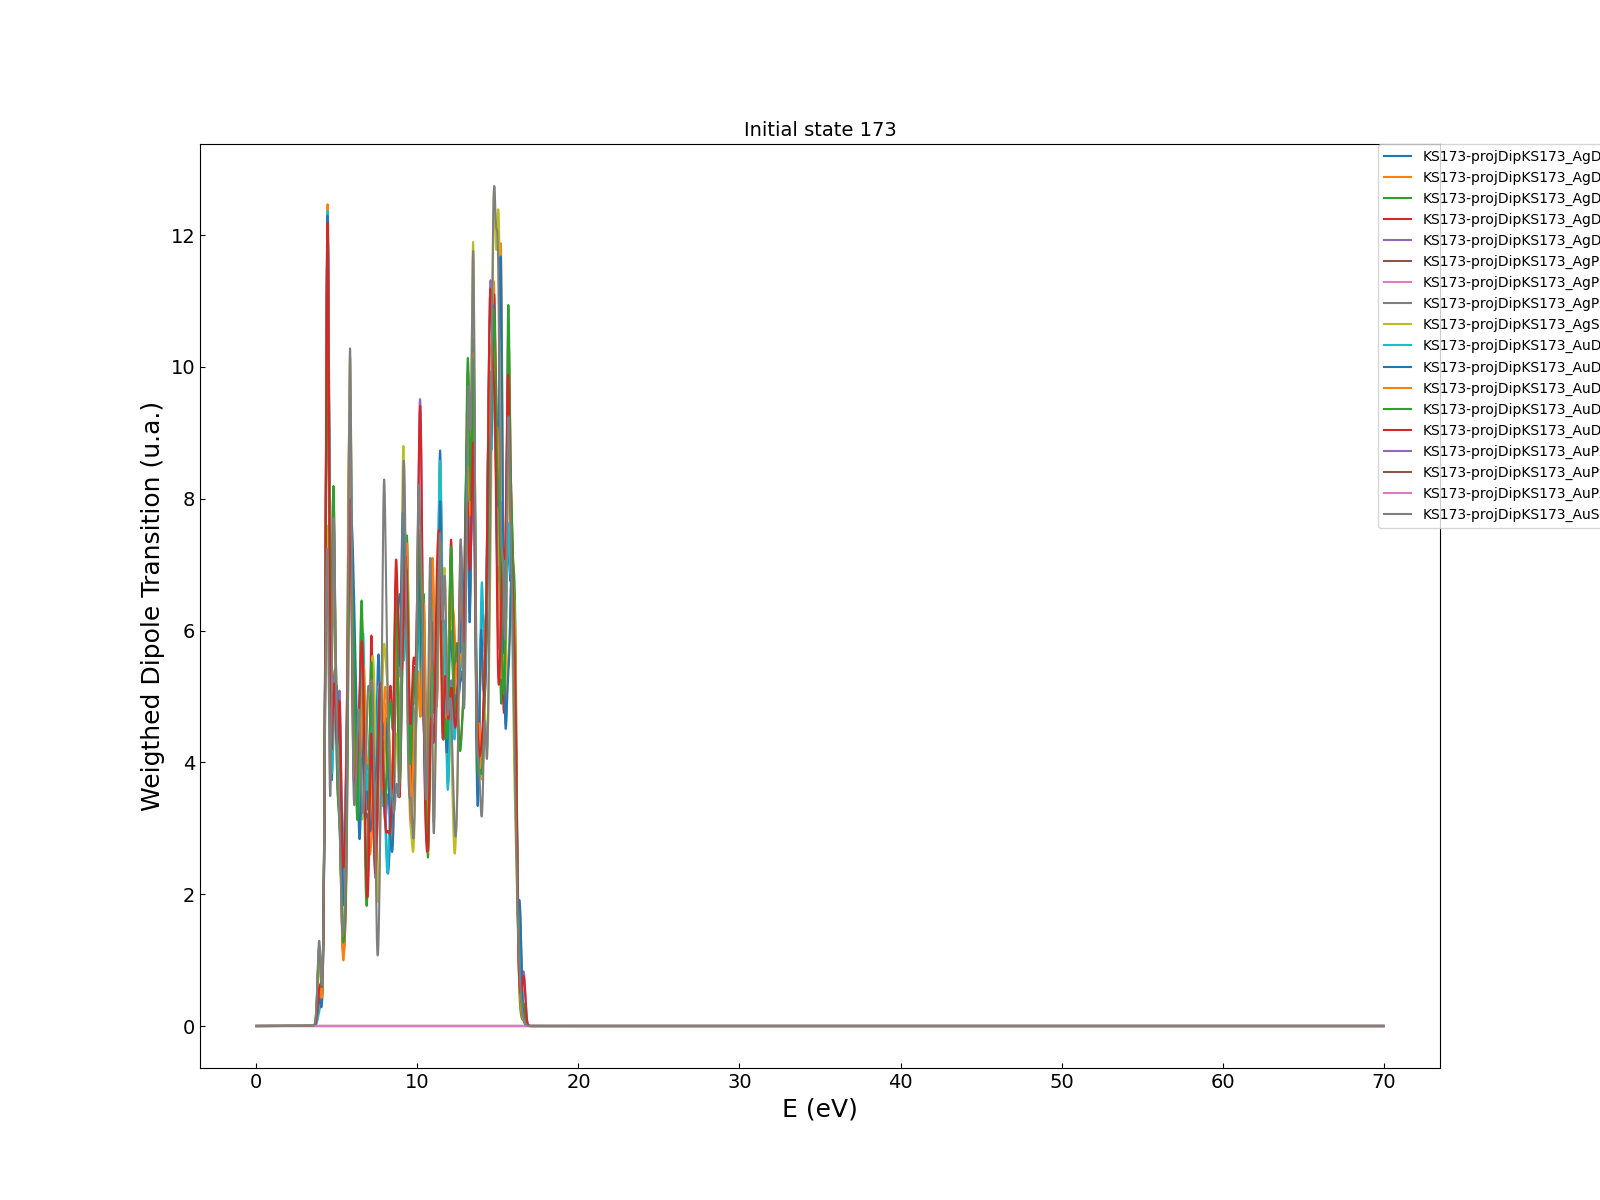 Initial state 173
KS173-projDipKS173_AgD
KS173-projDipKS173_AgD
KS173-projDipKS173_AgD
KS173-projDipKS173_AgD
KS173-projDipKS173_AgD
KS173-projDipKS173_AgP
KS173-projDipKS173_AgP
KS173-projDipKS173_AgP
KS173-projDipKS173_AgS
KS173-projDipKS173_AuD
KS173-projDipKS173_AuD
KS173-projDipKS173_AuD
KS173-projDipKS173_AuD
KS173-projDipKS173_AuD
KS173-projDipKS173_AuP
KS173-projDipKS173_AuP
KS173-projDipKS173_AuP
KS173-projDipKS173_AuS
Weigthed Dipole Transition (u.a.)
12
10
8
6
4
2
0
0 10 20 30 40 50 60 70
E (eV)